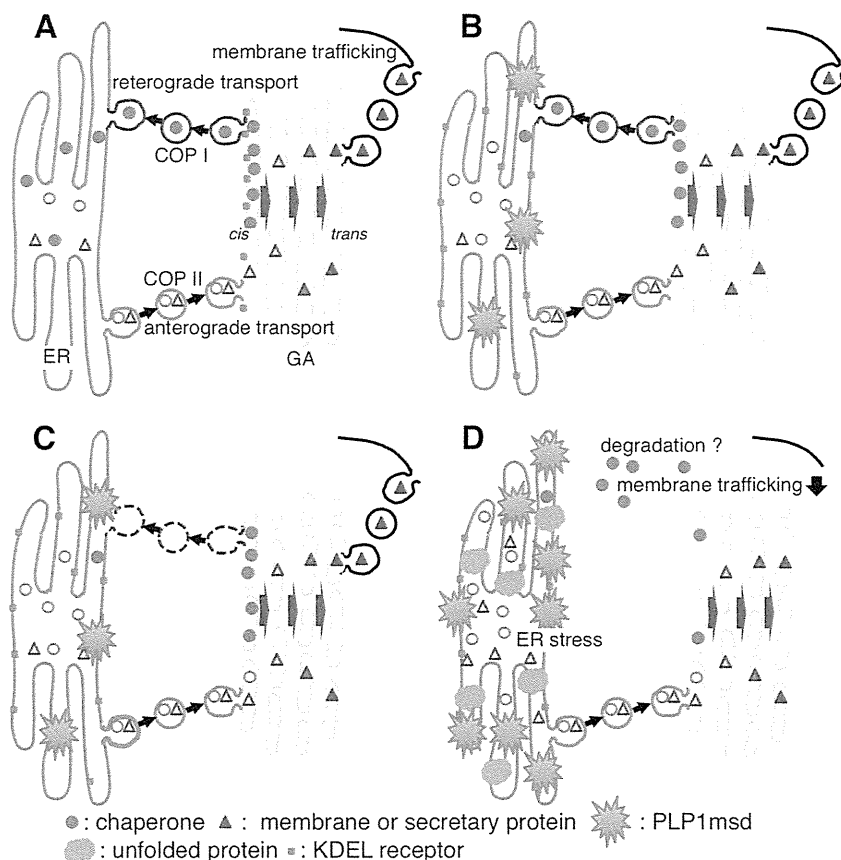 A
membrane trafficking
reterograde transport
COP I
cis
trans
COP II
anterograde transport
ER
GA
B
C
D
degradation ?
membrane trafficking
ER stress
: chaperone : membrane or secretary protein : PLP1msd
: unfolded protein : KDEL receptor